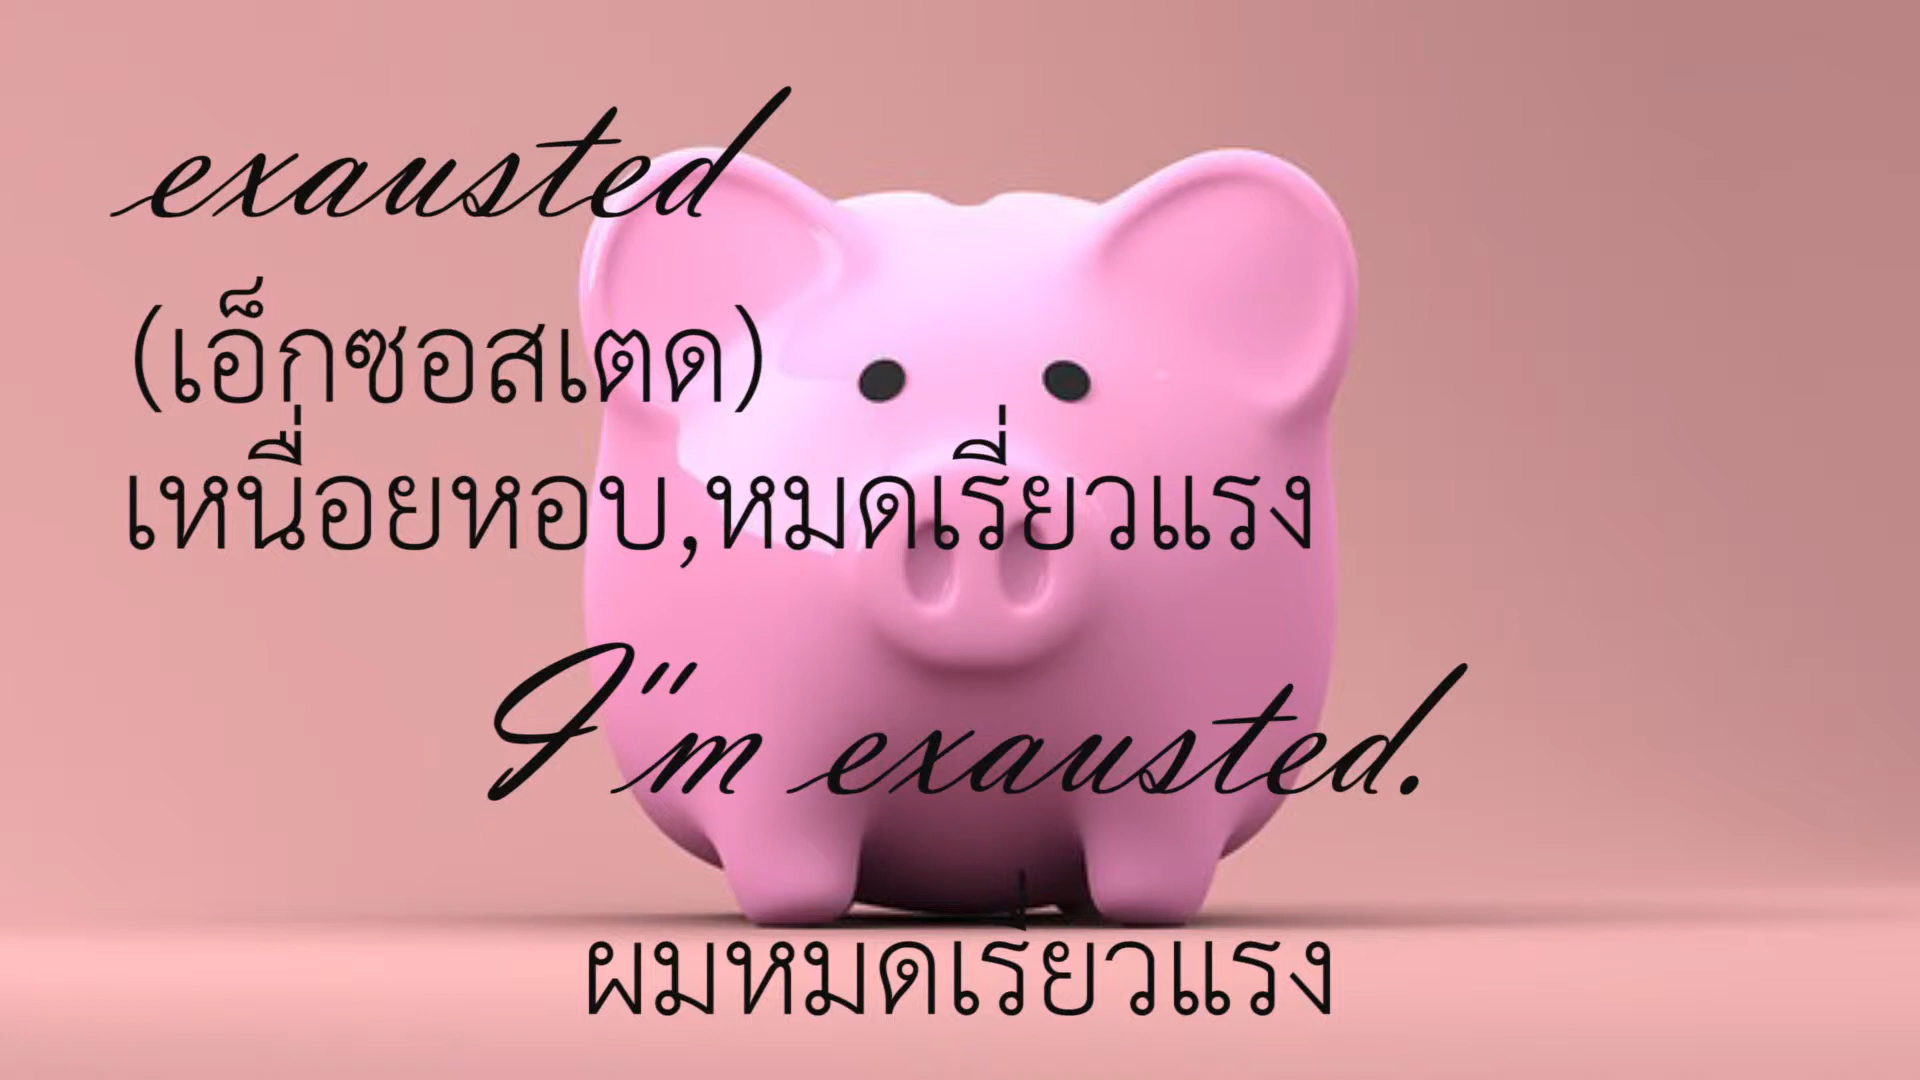 exausted
(เอ็กซอสเตด)
เหนื่อยหอบ,หมดเรี่ยวแรง
I"m exausted.
ผมหมดเรี่ยวแรง